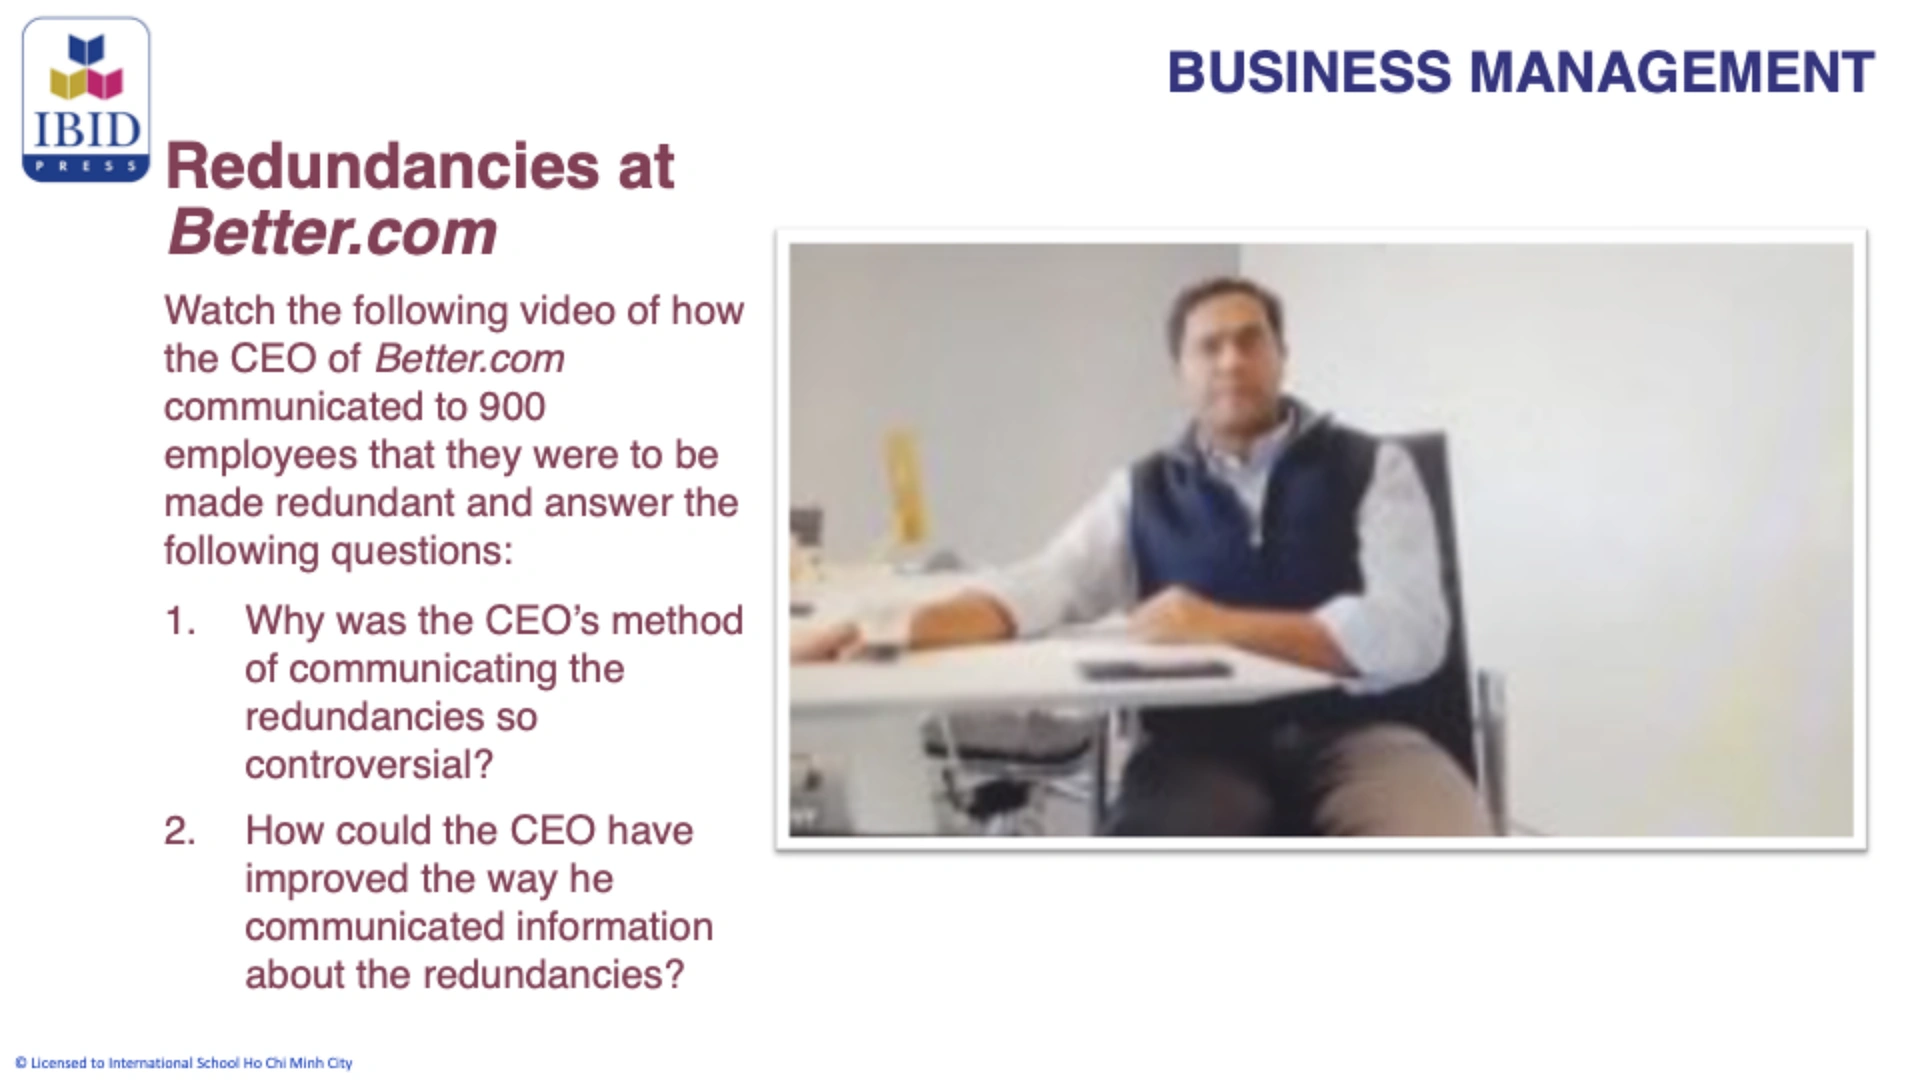 IBID
PRESS
BUSINESS MANAGEMENT
Redundancies at
Better.com
Watch the following video of how
the CEO of Better.com
communicated to 900
employees that they were to be
made redundant and answer the
following questions:
1. Why was the CEO’s method
of communicating the
redundancies so
controversial?
2. How could the CEO have
improved the way he
communicated information
about the redundancies?
© Licensed to International School Ho Chi Minh City